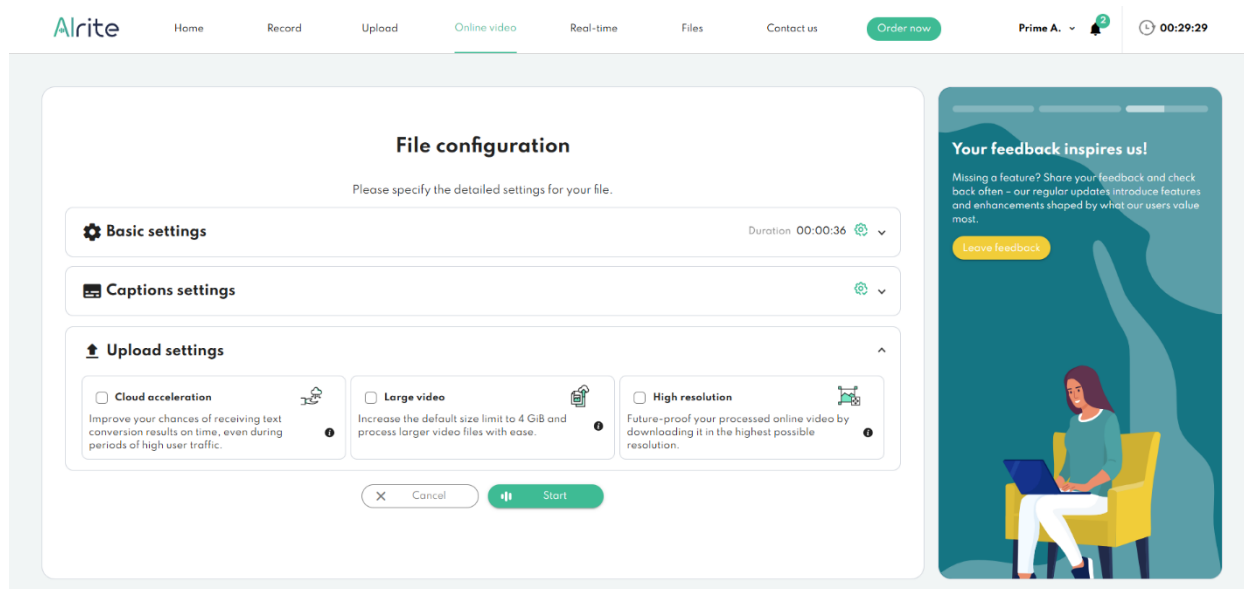 Alrite
Home
Record
Upload
Online video
Real-time
Files
Contact us
Order now
Prime A.
2
00:29:29
File configuration
Please specify the detailed settings for your file.
Basic settings
Duration 00:00:36
Captions settings
Upload settings
Cloud acceleration
Improve your chances of receiving text
conversion results on time, even during
periods of high user traffic.
Large video
Increase the default size limit to 4 GiB and
process larger video files with ease.
High resolution
Future-proof your processed online video by
downloading it in the highest possible
resolution.
Cancel
Start
Your feedback inspires us!
Missing a feature? Share your feedback and check
back often – our regular updates introduce features
and enhancements shaped by what our users value
most.
Leave feedback